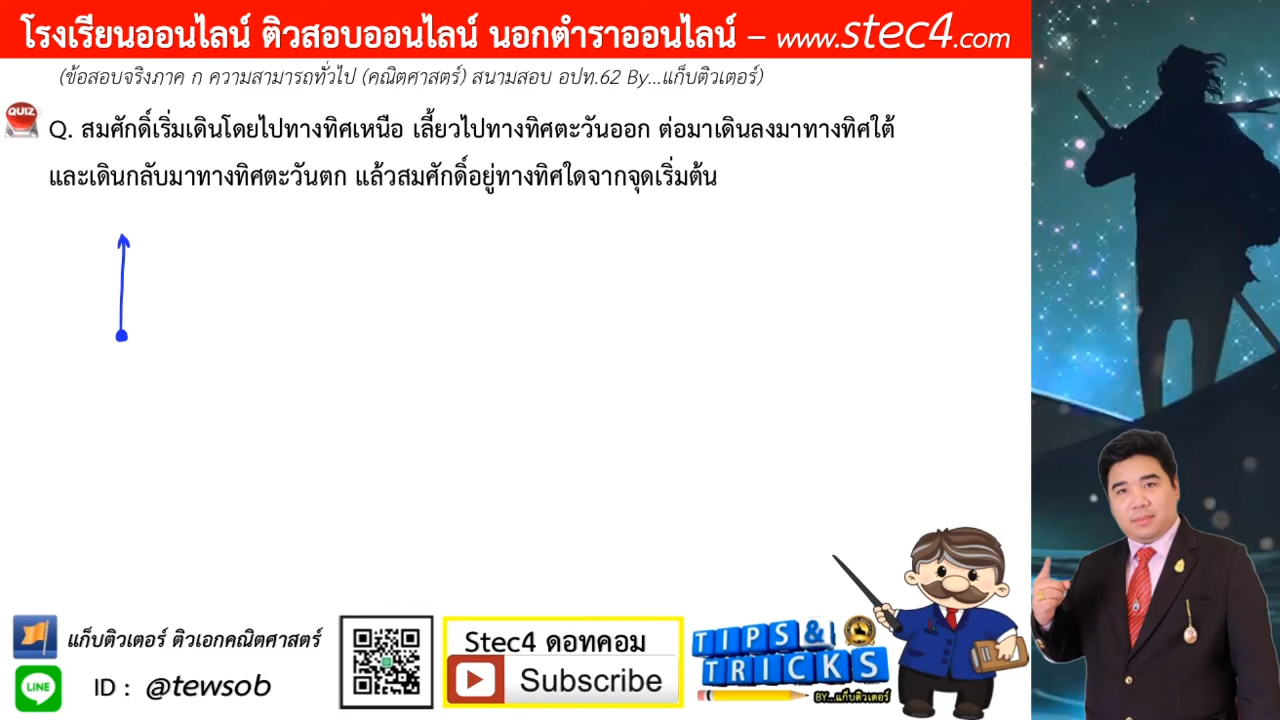 โรงเรียนออนไลน์ ติวสอบออนไลน์ นอกตำราออนไลน์ – www.stec4.com
(ข้อสอบจริงภาค ก ความสามารถทั่วไป (คณิตศาสตร์) สนามสอบ อปท.62 By...แก็บติวเตอร์)
QUIZ
Q. สมศักดิ์เริ่มเดินโดยไปทางทิศเหนือ เลี้ยวไปทางทิศตะวันออก ต่อมาเดินลงมาทางทิศใต้
และเดินกลับมาทางทิศตะวันตก แล้วสมศักดิ์อยู่ทางทิศใดจากจุดเริ่มต้น
แก็บติวเตอร์ ติวเอกคณิตศาสตร์
LINE
ID : @tewsob
Stec4 ดอทคอม
Subscribe
TIPS &
TRICKS
BY...แก็บติวเตอร์